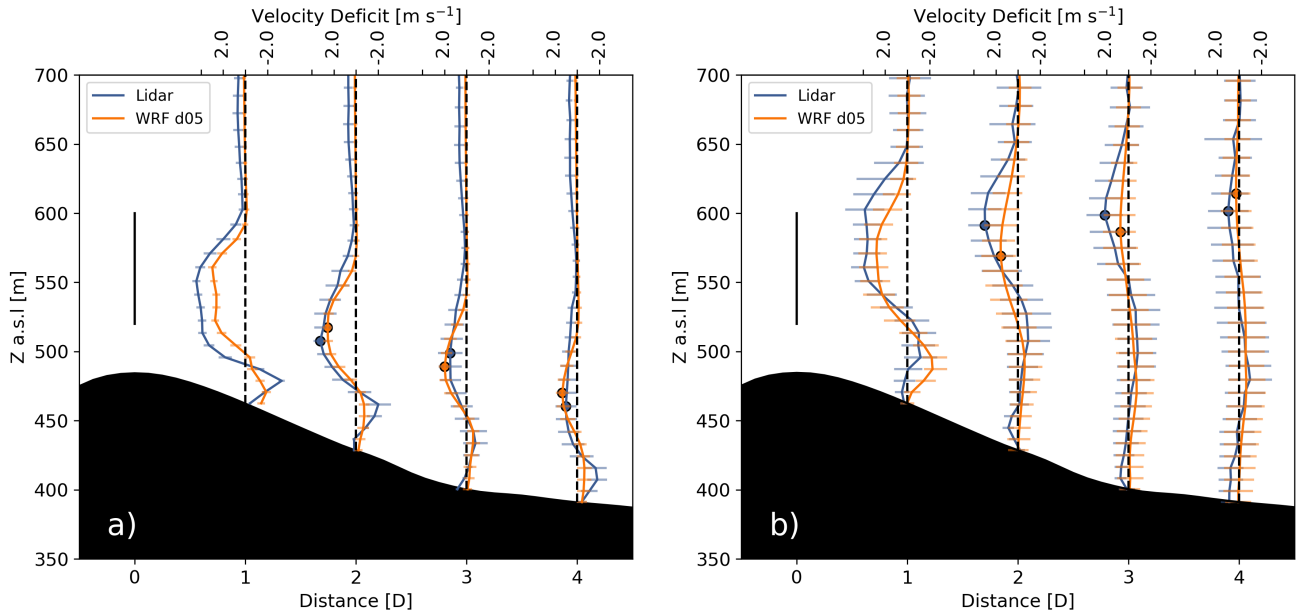 Velocity Deficit [m s⁻¹]
2.0 -2.0 2.0 -2.0 2.0 -2.0 2.0 -2.0
700
650
600
550
500
450
400
350
Z a.s.l [m]
Lidar
WRF d05
a)
0 1 2 3 4
Distance [D]
Velocity Deficit [m s⁻¹]
2.0 -2.0 2.0 -2.0 2.0 -2.0 2.0 -2.0
700
650
600
550
500
450
400
350
Z a.s.l [m]
Lidar
WRF d05
b)
0 1 2 3 4
Distance [D]